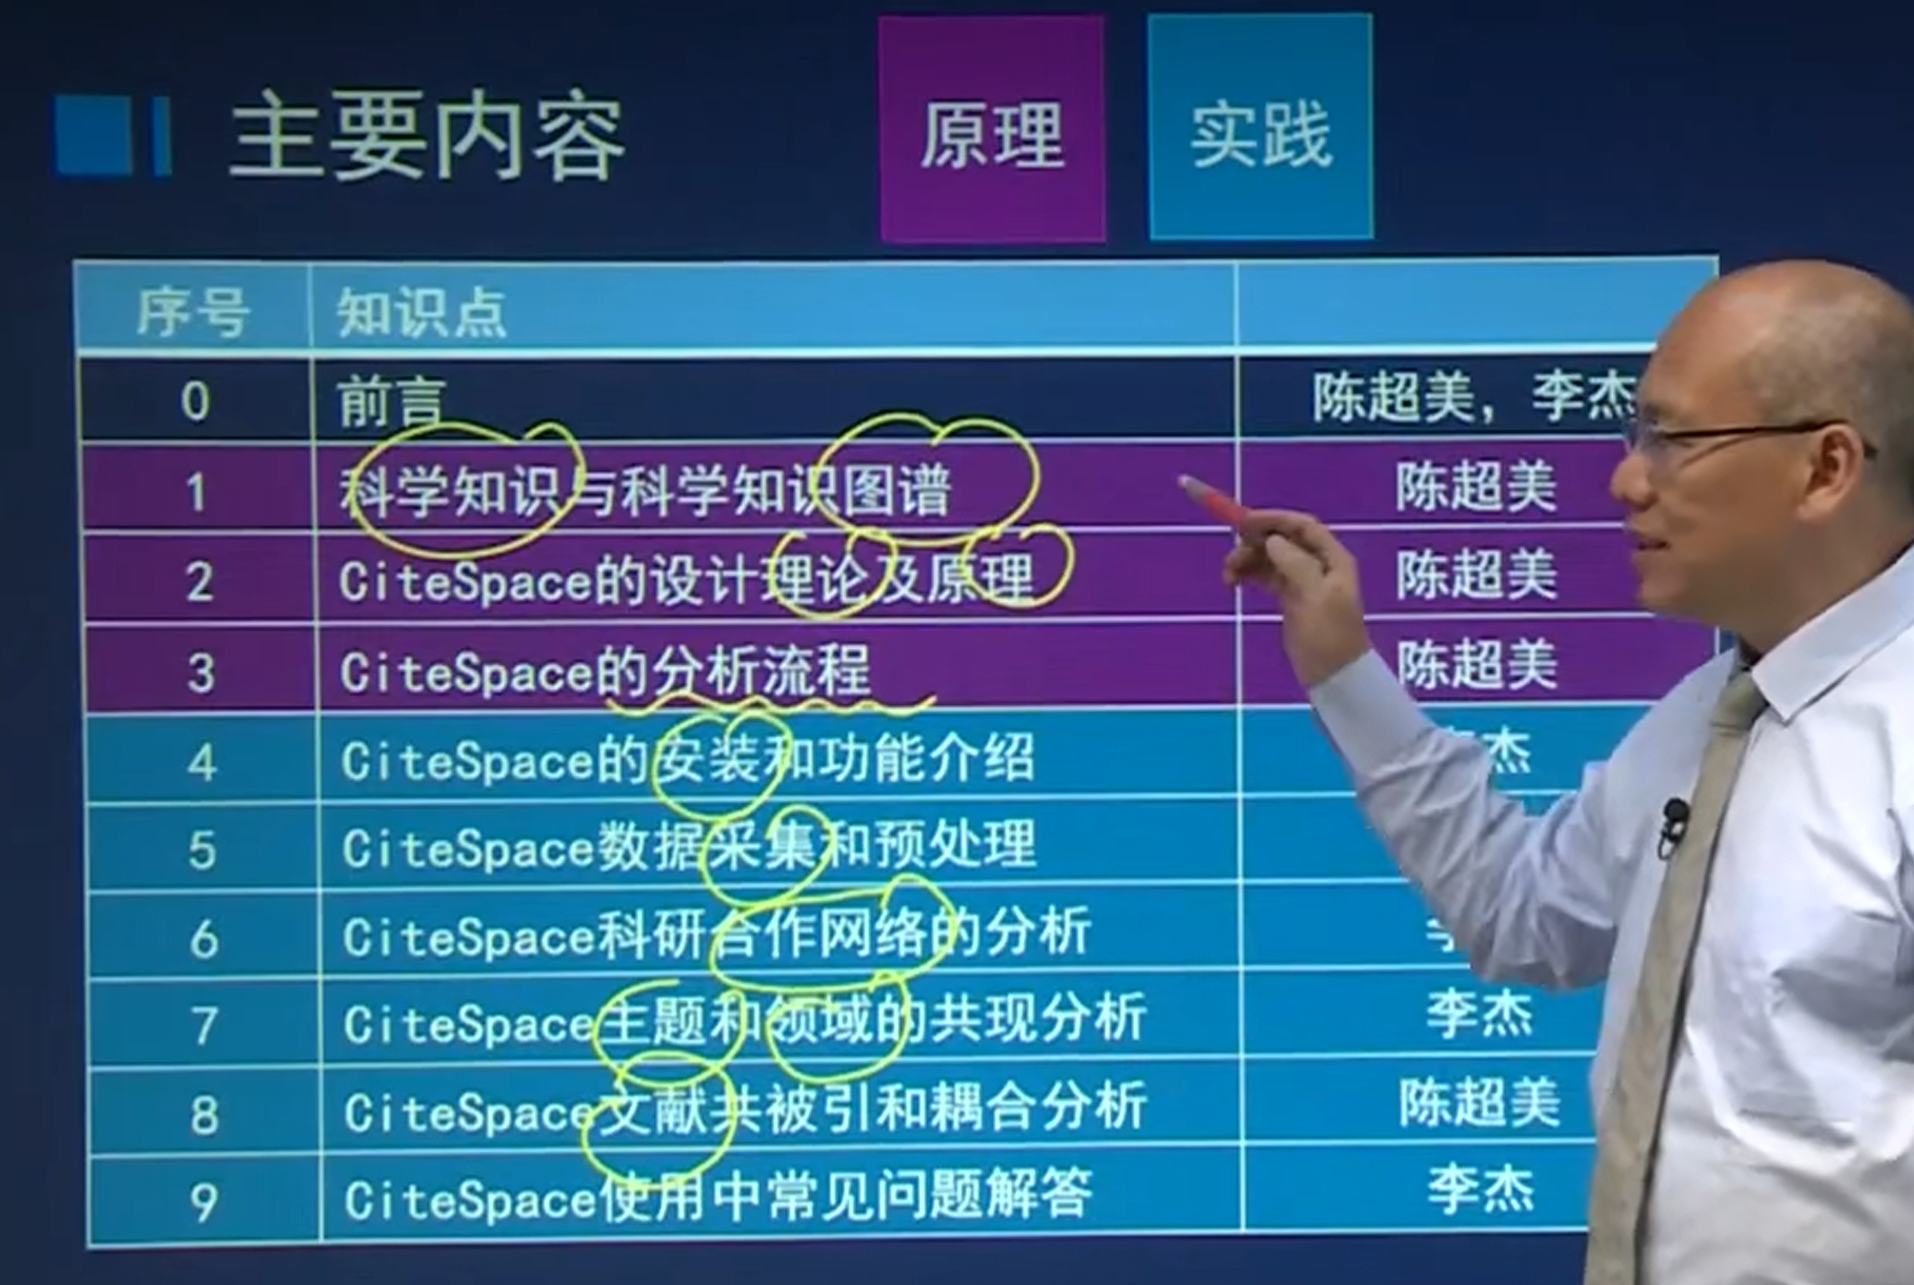 主要内容
原理
实践
序号 知识点
0 前言 陈超美，李杰
1 科学知识与科学知识图谱 陈超美
2 CiteSpace的设计理论及原理 陈超美
3 CiteSpace的分析流程 陈超美
4 CiteSpace的安装和功能介绍 杰
5 CiteSpace数据采集和预处理
6 CiteSpace科研合作网络的分析
7 CiteSpace主题和领域的共现分析 李杰
8 CiteSpace文献共被引和耦合分析 陈超美
9 CiteSpace使用中常见问题解答 李杰